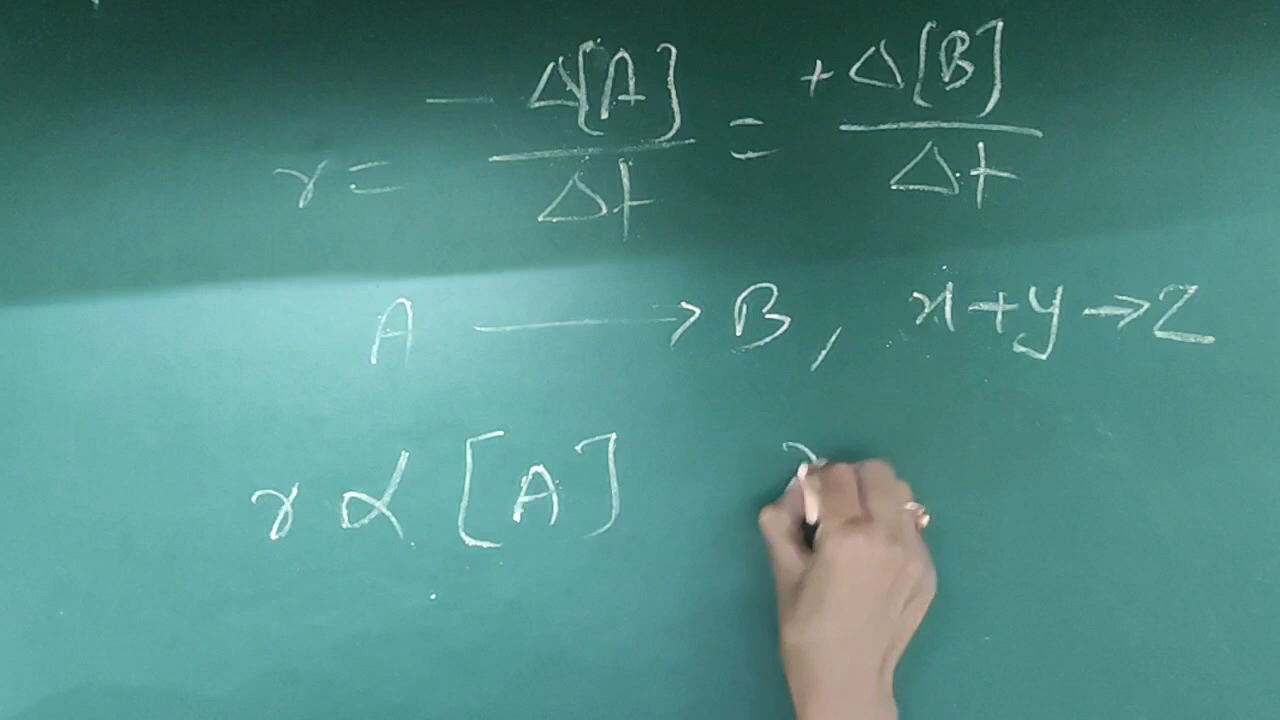 r = - Δ[A] / Δt = + Δ[B] / Δt
A → B, x + y → Z
r α [A]